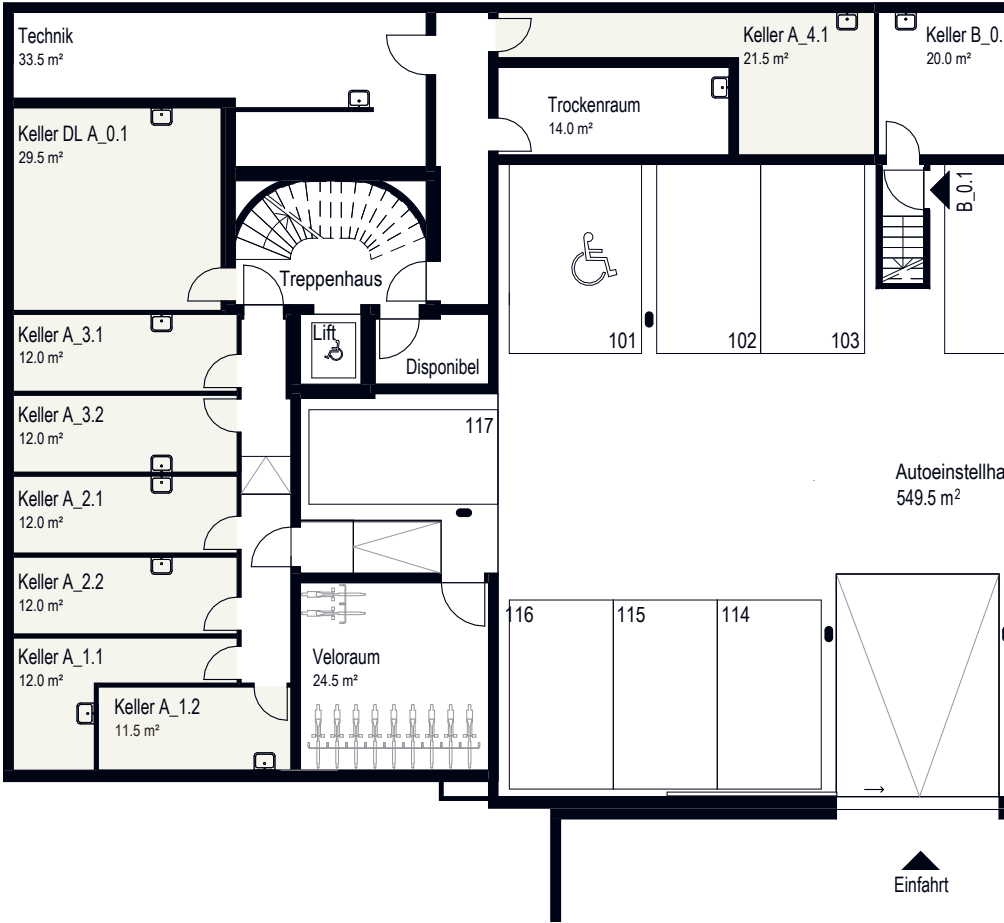 Technik
33.5 m²
Keller A_4.1
21.5 m²
Keller B_0.
20.0 m²
Trockenraum
14.0 m²
Keller DL A_0.1
29.5 m²
B_0.1
Treppenhaus
Keller A_3.1
12.0 m²
Lift
101
102
103
Disponibel
Keller A_3.2
12.0 m²
117
Autoeinstellha
549.5 m²
Keller A_2.1
12.0 m²
Keller A_2.2
12.0 m²
116
115
114
Keller A_1.1
12.0 m²
Veloraum
24.5 m²
Keller A_1.2
11.5 m²
Einfahrt